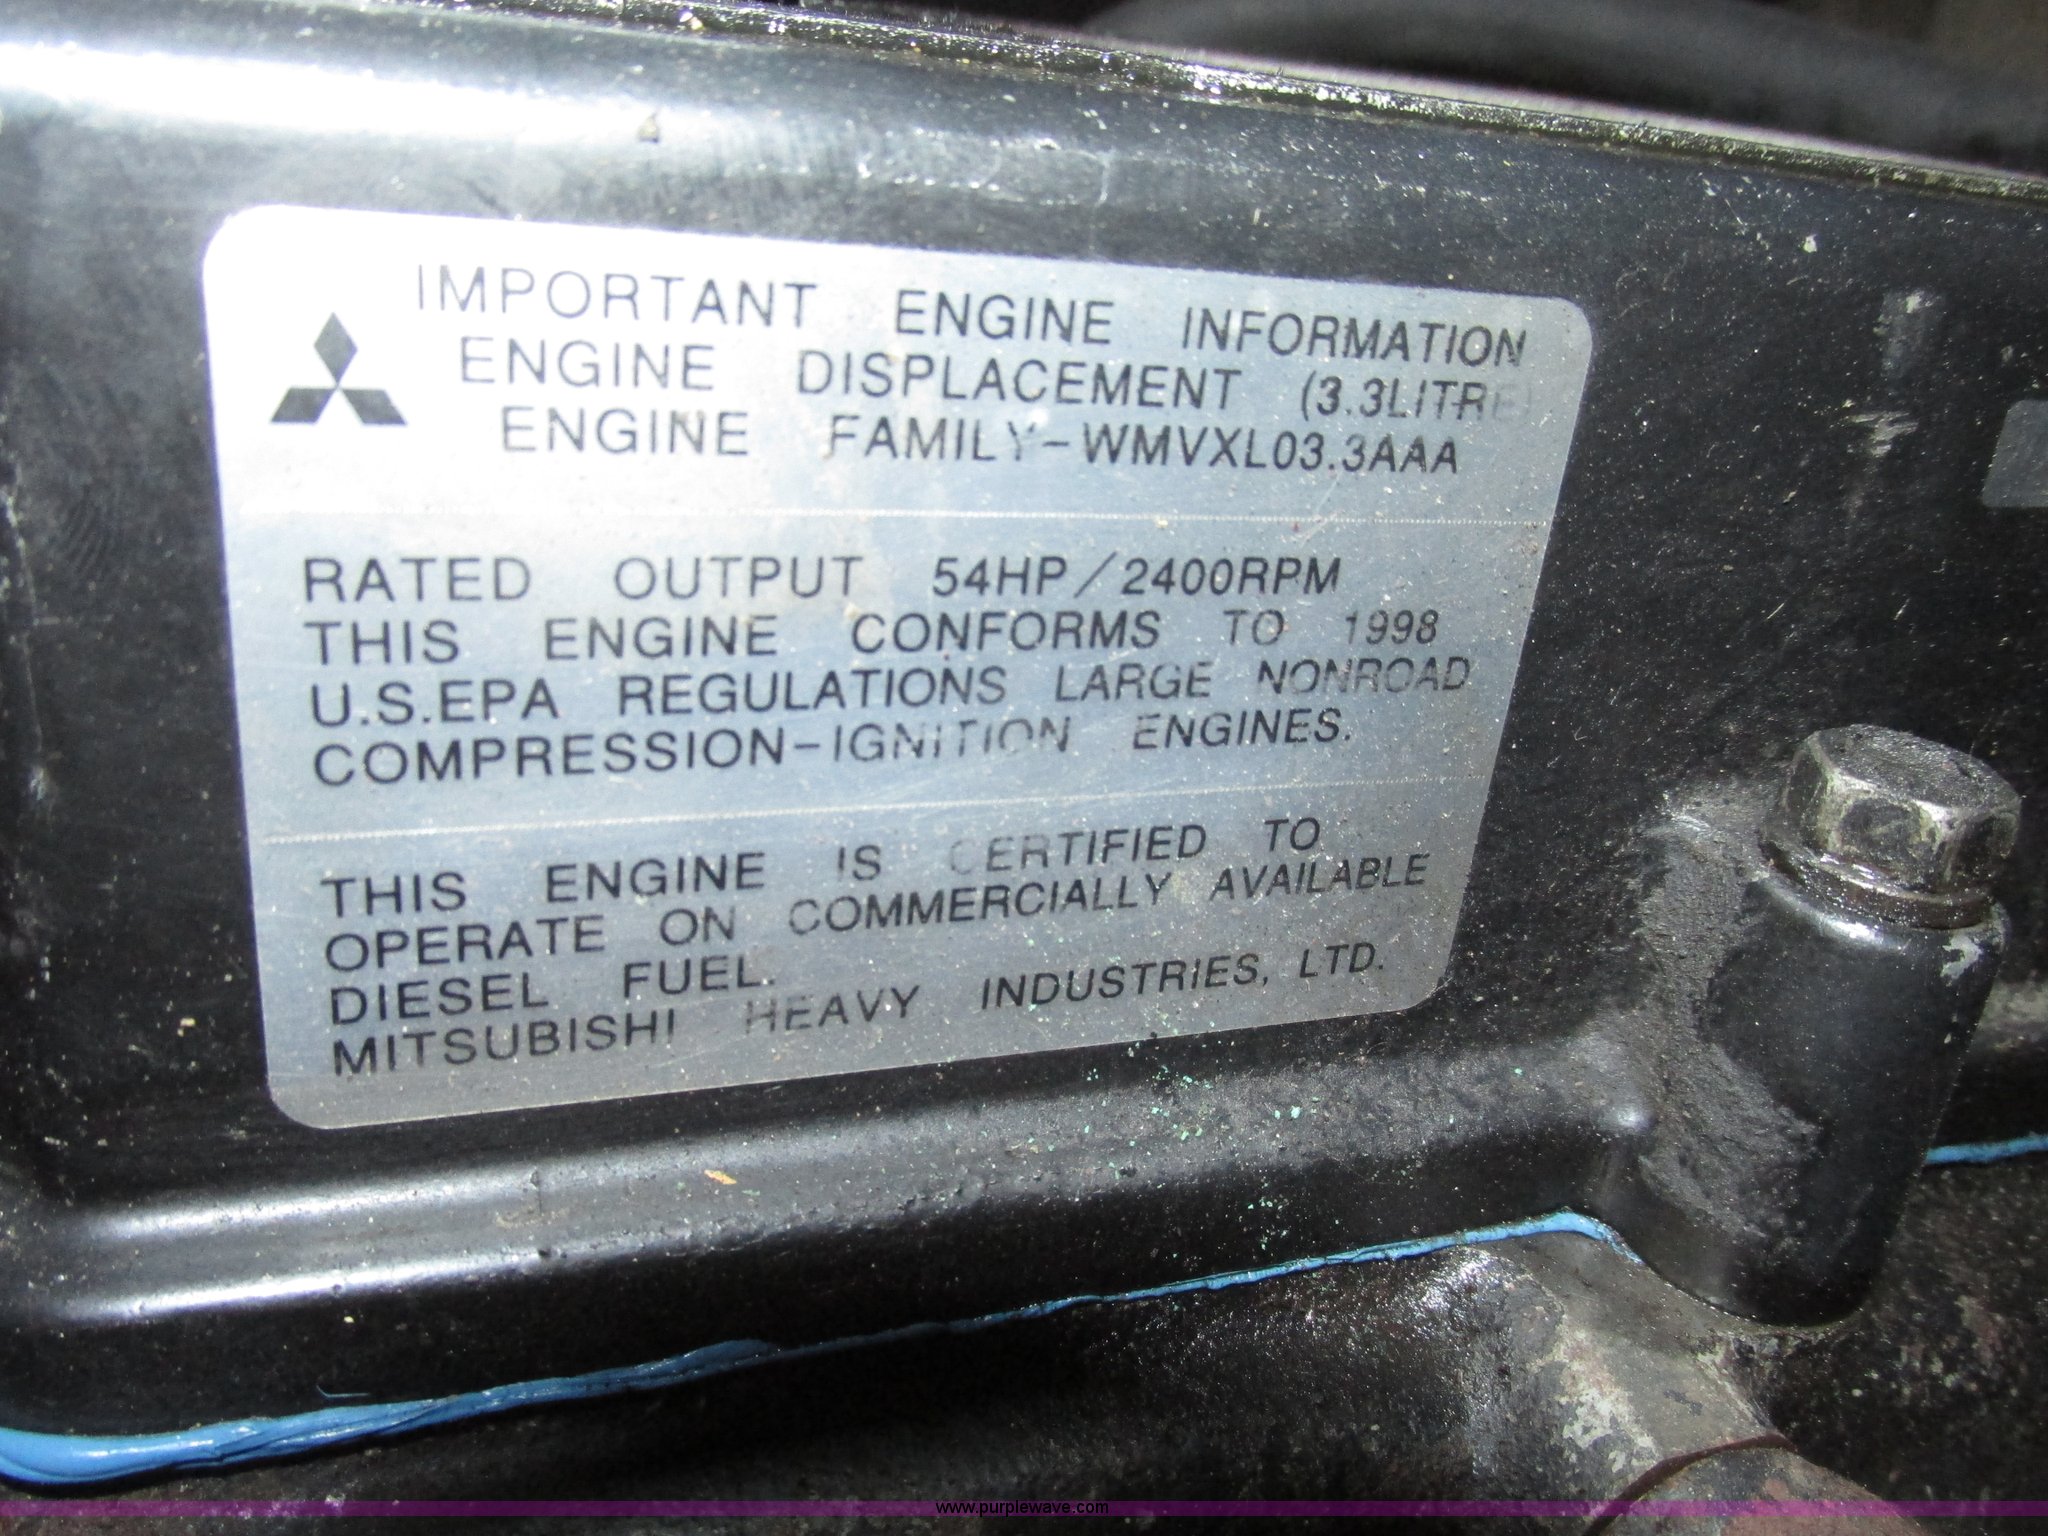 IMPORTANT ENGINE INFORMATION
ENGINE DISPLACEMENT (3.3LITRE)
ENGINE FAMILY-WMVXL03.3AAA
RATED OUTPUT 54HP/2400RPM
THIS ENGINE CONFORMS TO 1998
U.S.EPA REGULATIONS LARGE NONROAD
COMPRESSION-IGNITION ENGINES.
THIS ENGINE IS CERTIFIED TO
OPERATE ON COMMERCIALLY AVAILABLE
DIESEL FUEL.
MITSUBISHI HEAVY INDUSTRIES, LTD.
www.purplewave.com